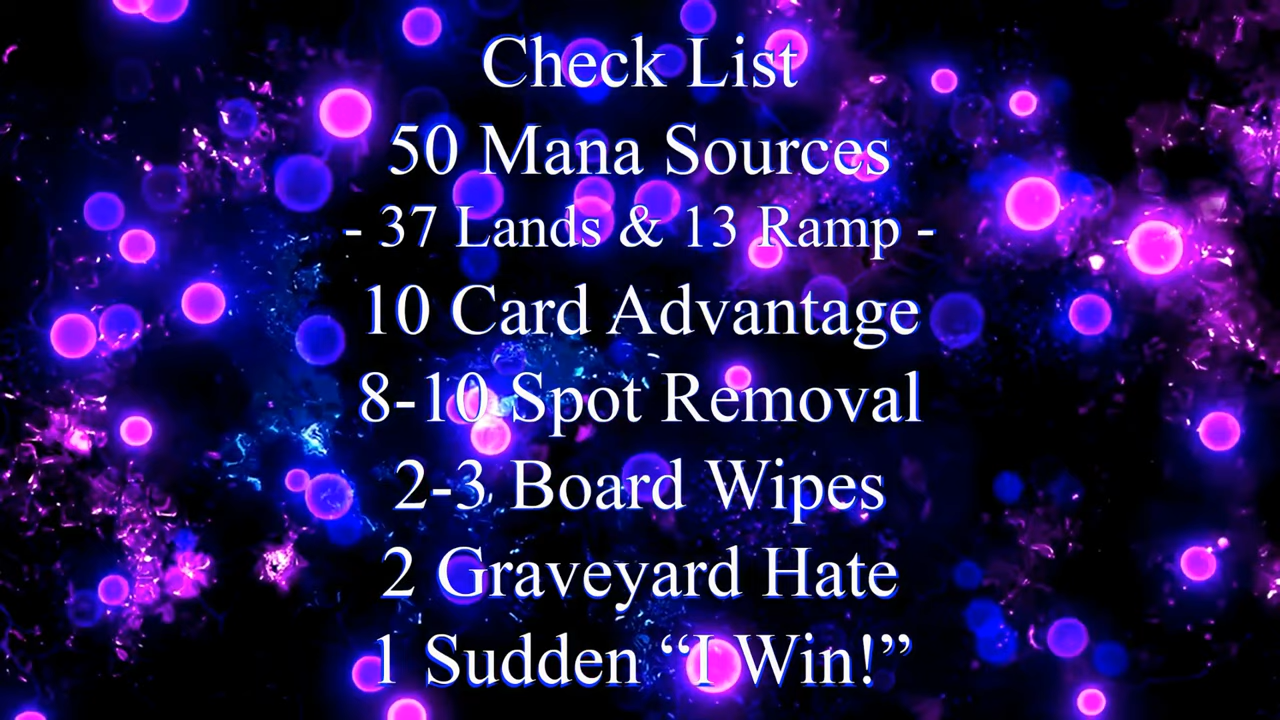 Check List
50 Mana Sources
- 37 Lands & 13 Ramp -
10 Card Advantage
8-10 Spot Removal
2-3 Board Wipes
2 Graveyard Hate
1 Sudden “I Win!”